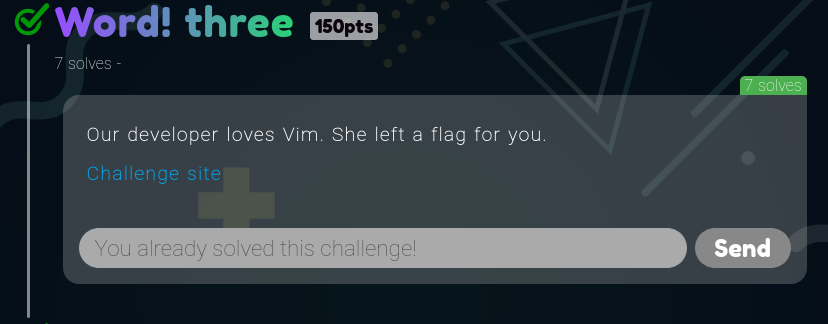 Word! three 150pts
7 solves -
7 solves
Our developer loves Vim. She left a flag for you.
Challenge site
You already solved this challenge! Send